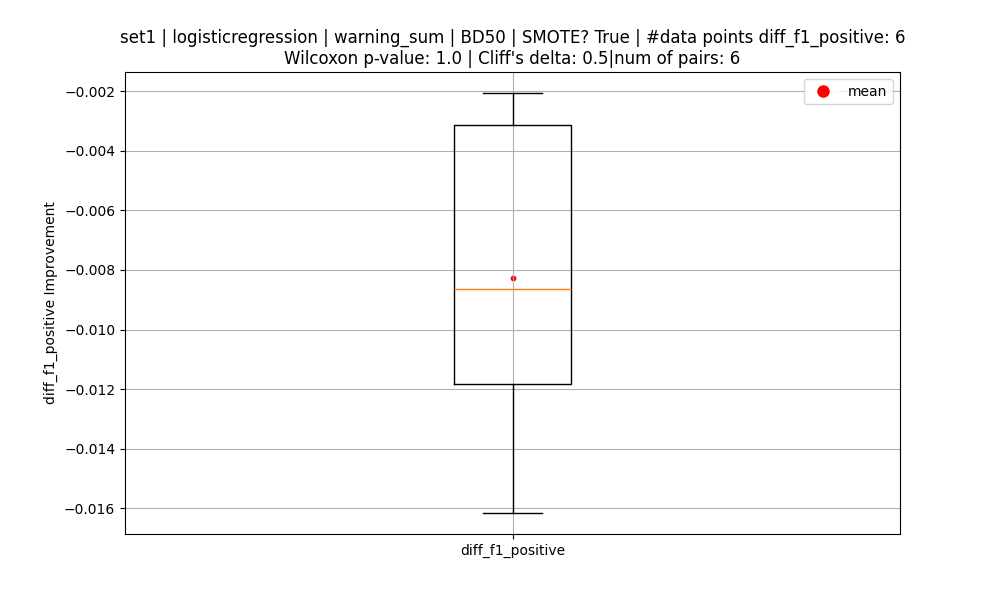 set1 | logisticregression | warning_sum | BD50 | SMOTE? True | #data points diff_f1_positive: 6
Wilcoxon p-value: 1.0 | Cliff's delta: 0.5|num of pairs: 6
mean
−0.002
−0.004
−0.006
−0.008
−0.010
−0.012
−0.014
−0.016
diff_f1_positive Improvement
diff_f1_positive